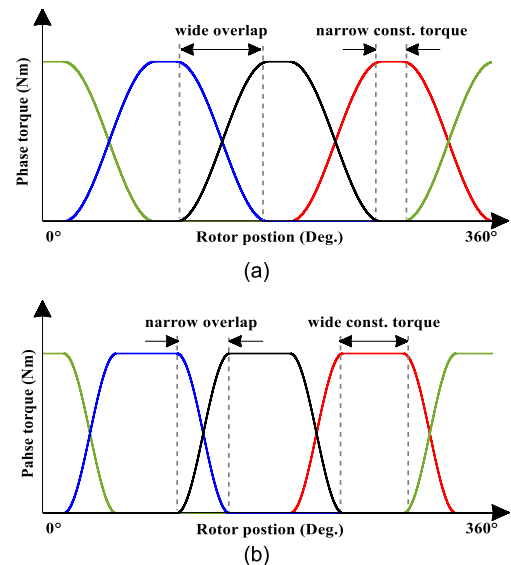 wide overlap narrow const. torque
Phase torque (Nm)
0° Rotor postion (Deg.) 360°
(a)
narrow overlap wide const. torque
Pahse torque (Nm)
0° Rotor postion (Deg.) 360°
(b)